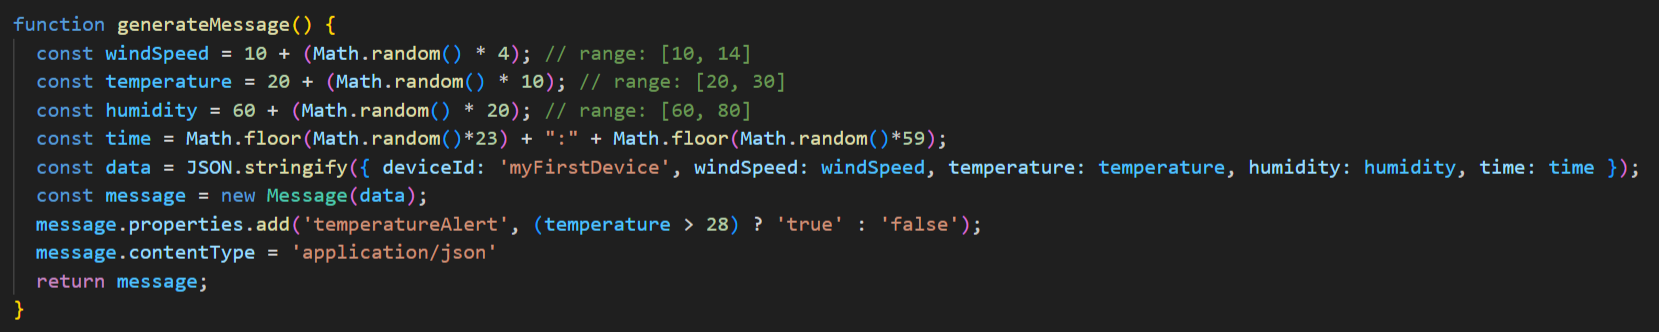 function generateMessage() {
const windSpeed = 10 + (Math.random() * 4); // range: [10, 14]
const temperature = 20 + (Math.random() * 10); // range: [20, 30]
const humidity = 60 + (Math.random() * 20); // range: [60, 80]
const time = Math.floor(Math.random()*23) + ":" + Math.floor(Math.random()*59);
const data = JSON.stringify({ deviceId: 'myFirstDevice', windSpeed: windSpeed, temperature: temperature, humidity: humidity, time: time });
const message = new Message(data);
message.properties.add('temperatureAlert', (temperature > 28) ? 'true' : 'false');
message.contentType = 'application/json'
return message;
}